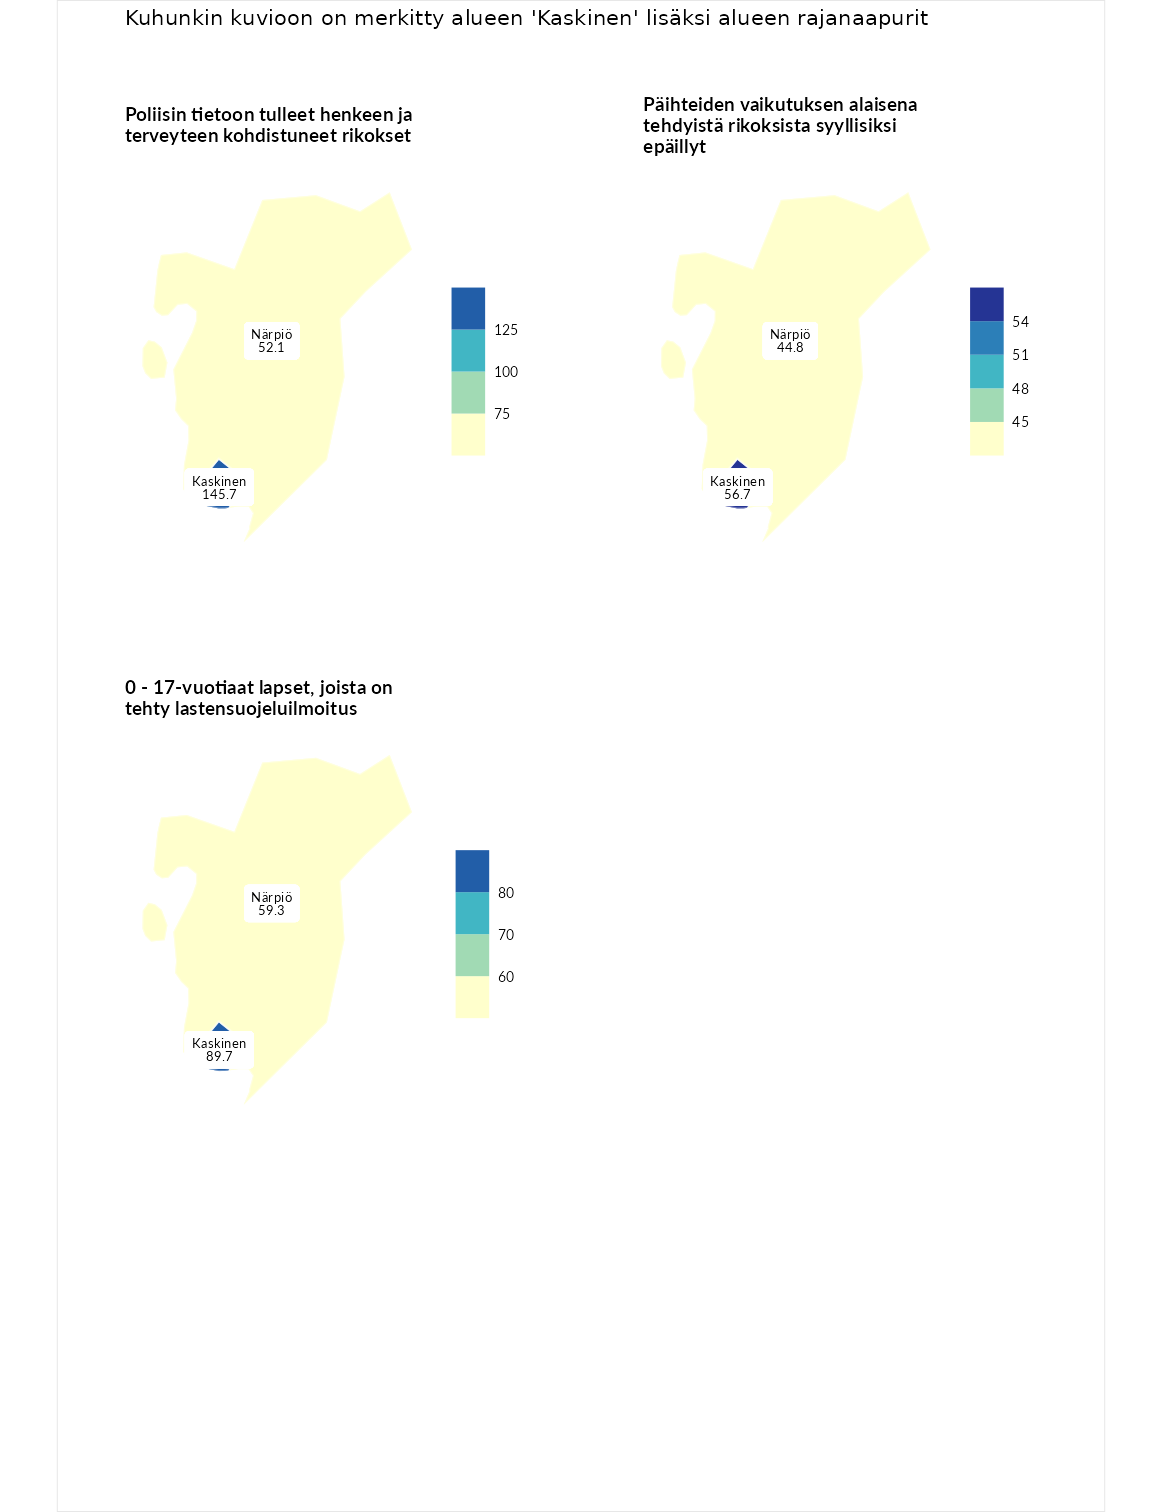 Kuhunkin kuvioon on merkitty alueen 'Kaskinen' lisäksi alueen rajanaapurit
Poliisin tietoon tulleet henkeen ja
terveyteen kohdistuneet rikokset
Närpiö
52.1
Kaskinen
145.7
125
100
75
Päihteiden vaikutuksen alaisena
tehdyistä rikoksista syyllisiksi
epäillyt
Närpiö
44.8
Kaskinen
56.7
54
51
48
45
0 - 17-vuotiaat lapset, joista on
tehty lastensuojeluilmoitus
Närpiö
59.3
Kaskinen
89.7
80
70
60